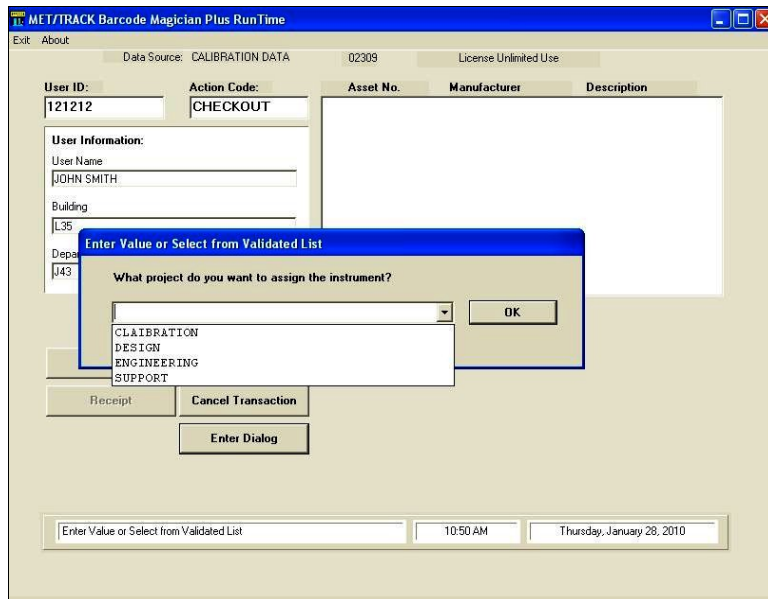 MET/TRACK Barcode Magician Plus RunTime
Exit About
Data Source: CALIBRATION DATA 02309 License Unlimited Use
User ID: Action Code: Asset No. Manufacturer Description
121212 CHECKOUT
User Information:
User Name
JOHN SMITH
Building
L35
Enter Value or Select from Validated List
J43
What project do you want to assign the instrument?
OK
CLAIBRATION
DESIGN
ENGINEERING
SUPPORT
Receipt Cancel Transaction
Enter Dialog
Enter Value or Select from Validated List 10:50 AM Thursday, January 28, 2010